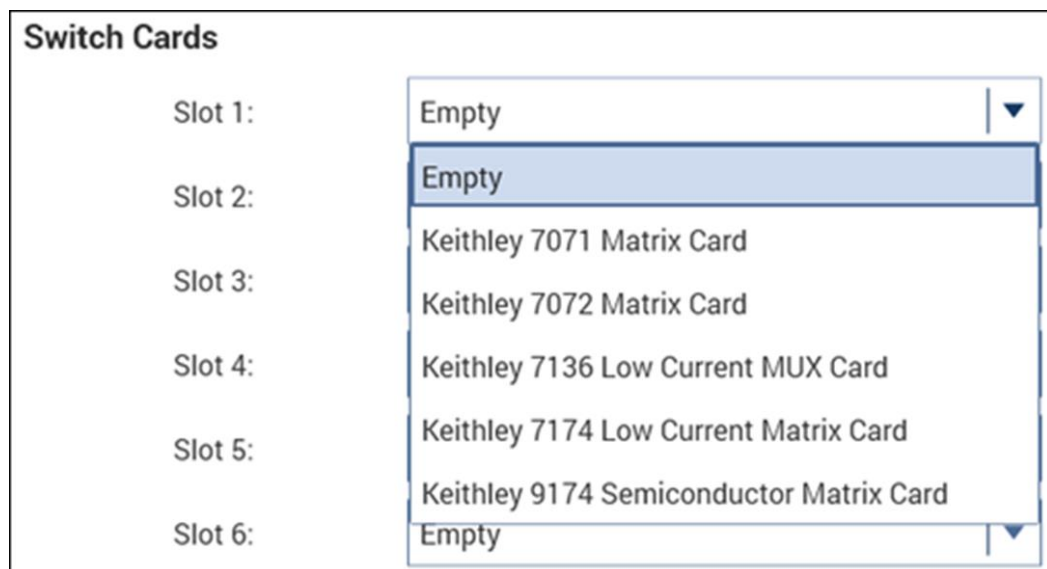 Switch Cards
Slot 1: Empty
Empty
Slot 2:
Keithley 7071 Matrix Card
Slot 3:
Keithley 7072 Matrix Card
Slot 4:
Keithley 7136 Low Current MUX Card
Keithley 7174 Low Current Matrix Card
Slot 5:
Keithley 9174 Semiconductor Matrix Card
Slot 6: Empty